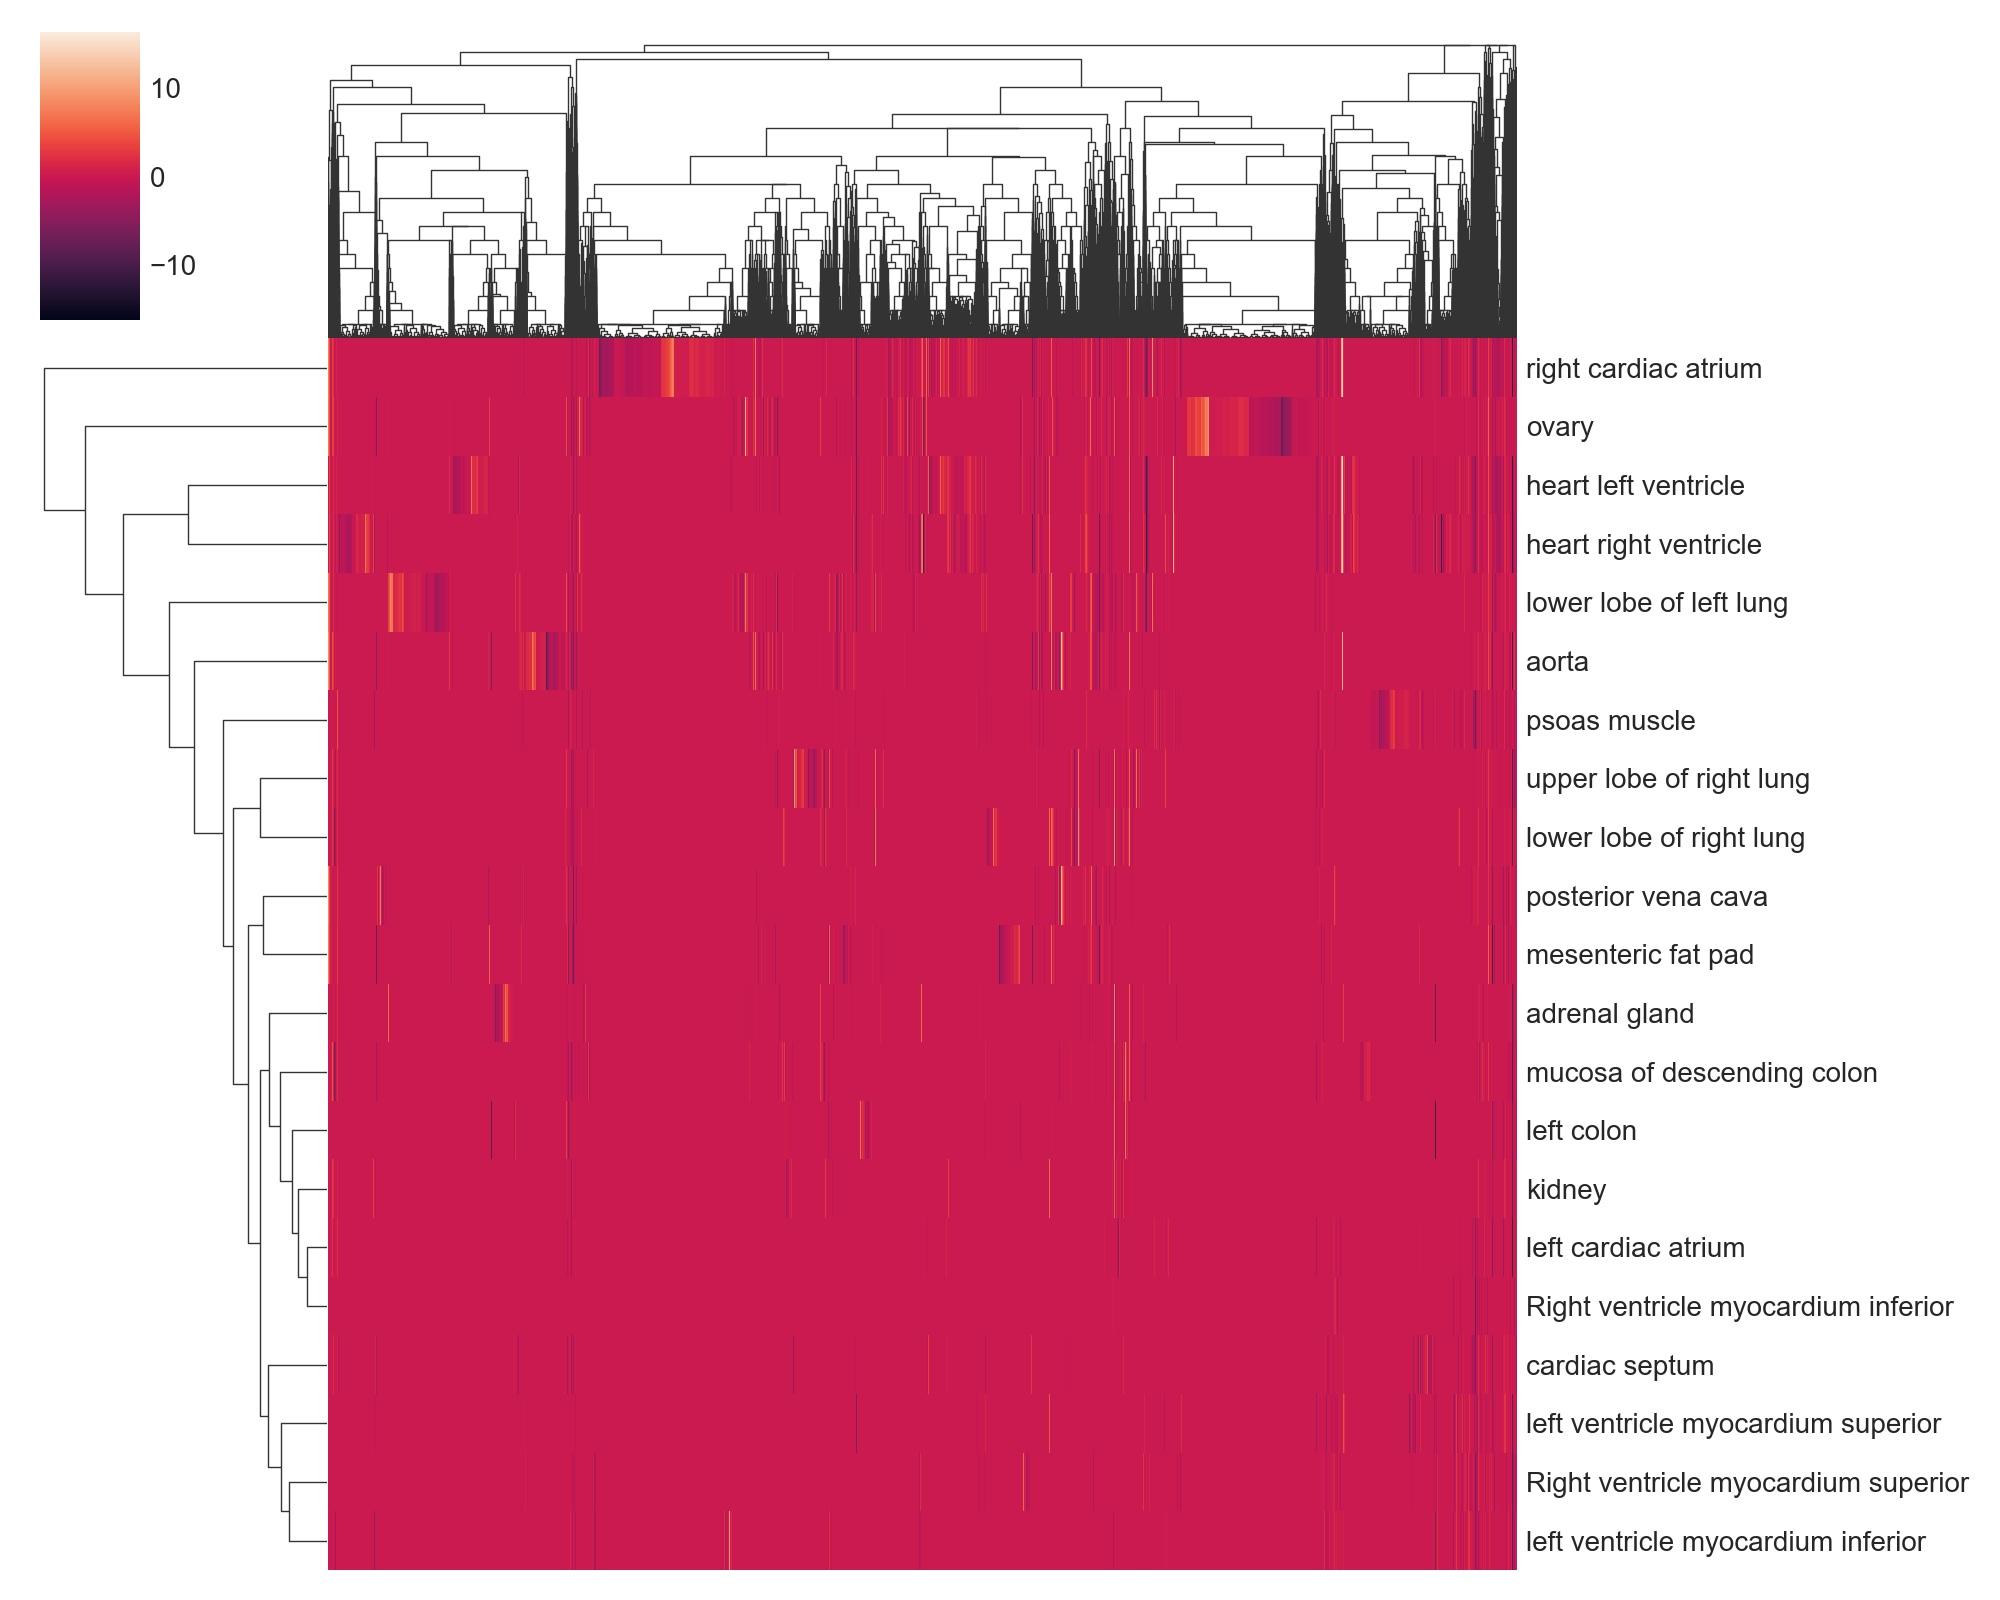 10
0
−10
right cardiac atrium
ovary
heart left ventricle
heart right ventricle
lower lobe of left lung
aorta
psoas muscle
upper lobe of right lung
lower lobe of right lung
posterior vena cava
mesenteric fat pad
adrenal gland
mucosa of descending colon
left colon
kidney
left cardiac atrium
Right ventricle myocardium inferior
cardiac septum
left ventricle myocardium superior
Right ventricle myocardium superior
left ventricle myocardium inferior